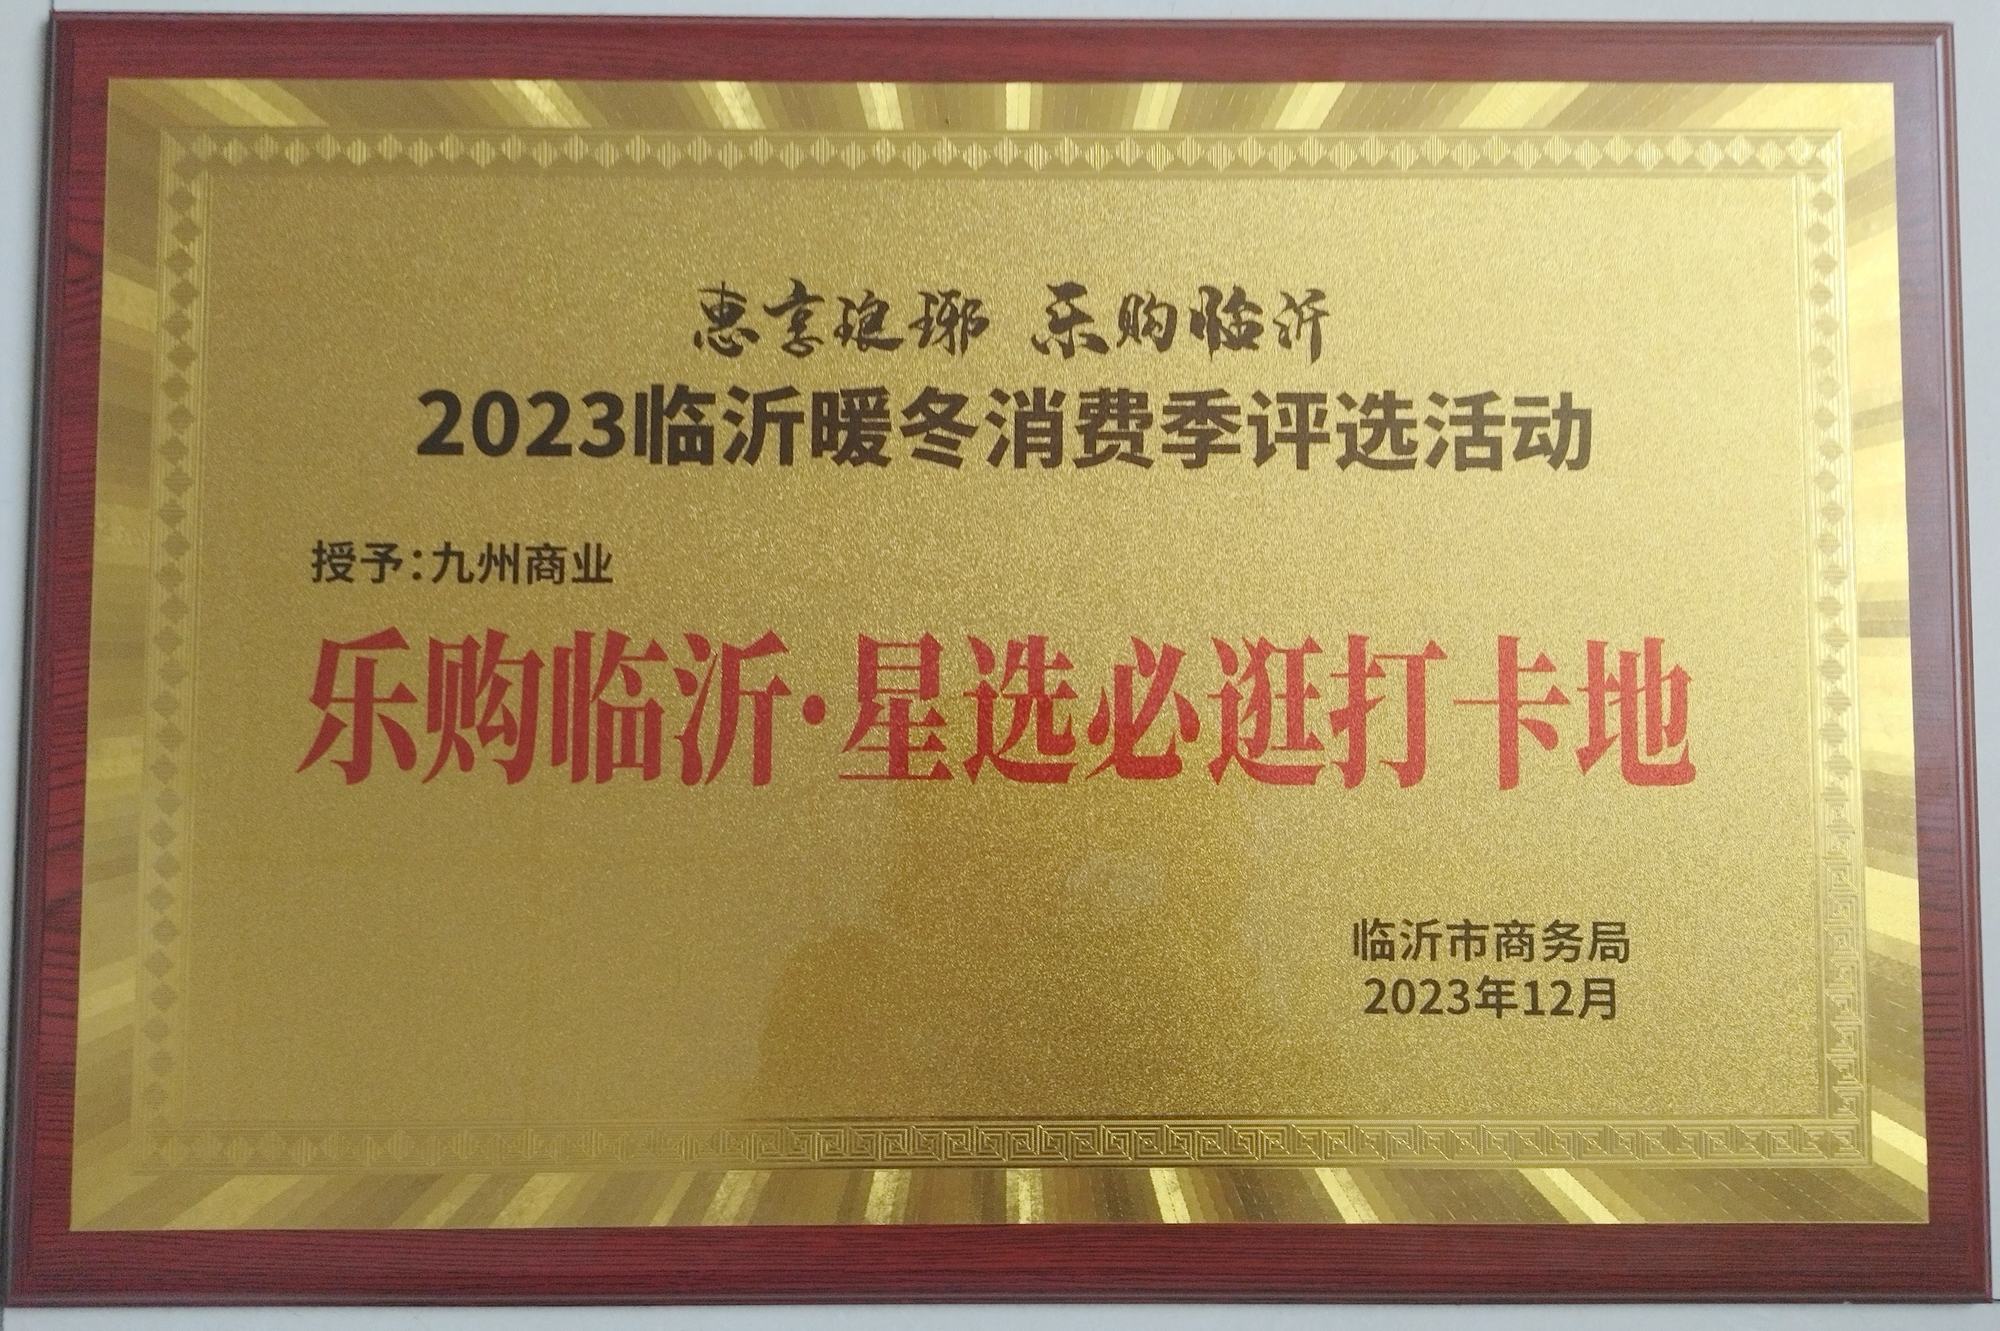 惠享琅琊 乐购临沂
2023临沂暖冬消费季评选活动
授予:九州商业
乐购临沂·星选必逛打卡地
临沂市商务局
2023年12月